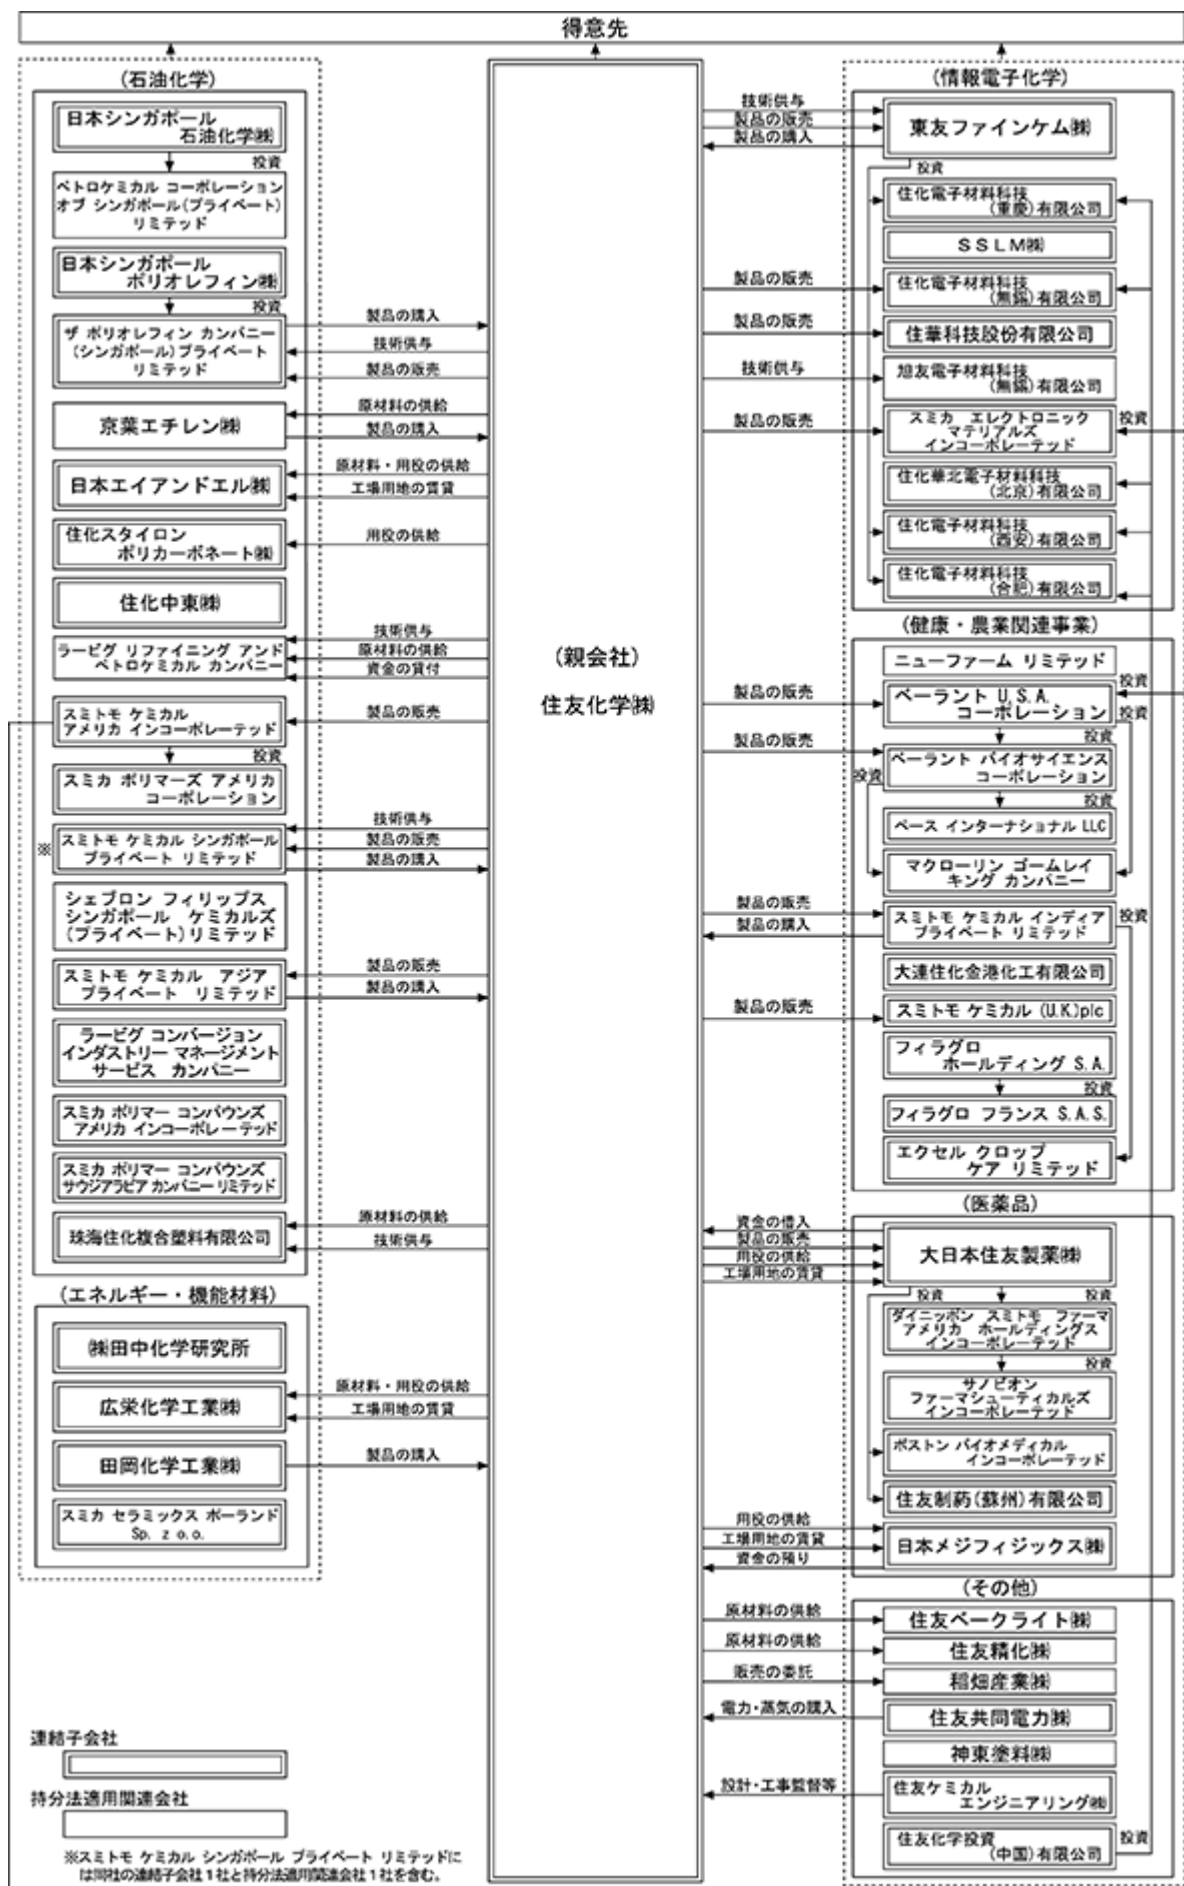 得意先
(石油化学)
日本シンガポール
石油化学㈱
投資
ペトロケミカル コーポレーション
オブ シンガポール(プライベート)
リミテッド
日本シンガポール
ポリオレフィン㈱
投資
ザ ポリオレフィン カンパニー
(シンガポール)プライベート
リミテッド
京葉エチレン㈱
日本エイアンドエル㈱
住化スタイロン
ポリカーボネート㈱
住化中東㈱
ラービグ リファイニング アンド
ペトロケミカル カンパニー
スミトモ ケミカル
アメリカ インコーポレーテッド
投資
スミカ ポリマーズ アメリカ
コーポレーション
※
スミトモ ケミカル シンガポール
プライベート リミテッド
シェブロン フィリップス
シンガポール ケミカルズ
(プライベート)リミテッド
スミトモ ケミカル アジア
プライベート リミテッド
ラービグ コンバージョン
インダストリー マネージメント
サービス カンパニー
スミカ ポリマー コンパウンズ
アメリカ インコーポレーテッド
スミカ ポリマー コンパウンズ
サウジアラビア カンパニー リミテッド
珠海住化複合塑料有限公司
(エネルギー・機能材料)
㈱田中化学研究所
広栄化学工業㈱
田岡化学工業㈱
スミカ セラミックス ポーランド
Sp. z o.o.
製品の購入
技術供与
製品の販売
原材料の供給
製品の購入
原材料・用役の供給
工場用地の賃貸
用役の供給
技術供与
原材料の供給
資金の貸付
製品の販売
技術供与
製品の販売
製品の購入
製品の販売
製品の購入
原材料の供給
技術供与
原材料・用役の供給
工場用地の賃貸
製品の購入
(親会社)
住友化学㈱
技術供与
製品の販売
製品の購入
製品の販売
製品の販売
技術供与
製品の販売
製品の販売
製品の販売
製品の販売
製品の購入
製品の販売
資金の借入
製品の販売
用役の供給
工場用地の賃貸
用役の供給
工場用地の賃貸
資金の預り
原材料の供給
原材料の供給
販売の委託
電力・蒸気の購入
設計・工事監督等
(情報電子化学)
東友ファインケム㈱
投資
住化電子材料科技
(重慶)有限公司
SSLM㈱
住化電子材料科技
(無錫)有限公司
住華科技股份有限公司
旭友電子材料科技
(無錫)有限公司
スミカ エレクトロニック
マテリアルズ
インコーポレーテッド
投資
住化華北電子材料科技
(北京)有限公司
住化電子材料科技
(西安)有限公司
住化電子材料科技
(合肥)有限公司
(健康・農業関連事業)
ニューファーム リミテッド
投資
ベーラント U.S.A.
コーポレーション
投資
投資
ベーラント バイオサイエンス
コーポレーション
投資
投資
ペース インターナショナル LLC
マクローリン ゴームレイ
キング カンパニー
スミトモ ケミカル インディア
プライベート リミテッド
投資
大連住化金港化工有限公司
スミトモ ケミカル (U.K.)plc
フィラグロ
ホールディング S.A.
投資
フィラグロ フランス S.A.S.
エクセル クロップ
ケア リミテッド
(医薬品)
大日本住友製薬㈱
投資
投資
ダイニッポン スミトモ ファーマ
アメリカ ホールディングス
インコーポレーテッド
投資
サノビオン
ファーマシューティカルズ
インコーポレーテッド
ボストン バイオメディカル
インコーポレーテッド
住友制葯(蘇州)有限公司
日本メジフィジックス㈱
(その他)
住友ベークライト㈱
住友精化㈱
稲畑産業㈱
住友共同電力㈱
神東塗料㈱
住友ケミカル
エンジニアリング㈱
住友化学投資
(中国)有限公司
投資
連結子会社
持分法適用関連会社
※スミトモ ケミカル シンガポール プライベート リミテッドに
は同社の連結子会社1社と持分法適用関連会社1社を含む。